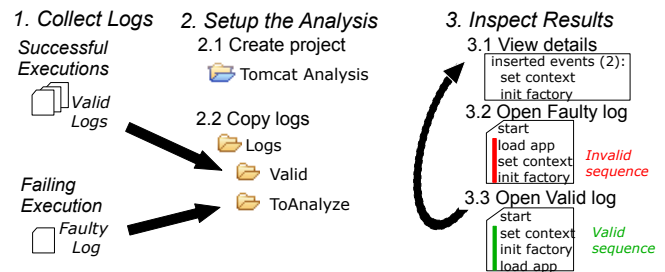 1. Collect Logs
Successful
Executions
Valid
Logs
Failing
Execution
Faulty
Log
2. Setup the Analysis
2.1 Create project
Tomcat Analysis
2.2 Copy logs
Logs
Valid
ToAnalyze
3. Inspect Results
3.1 View details
inserted events (2):
set context
init factory
3.2 Open Faulty log
start
load app
set context
init factory
Invalid
sequence
3.3 Open Valid log
start
set context
init factory
load app
Valid
sequence